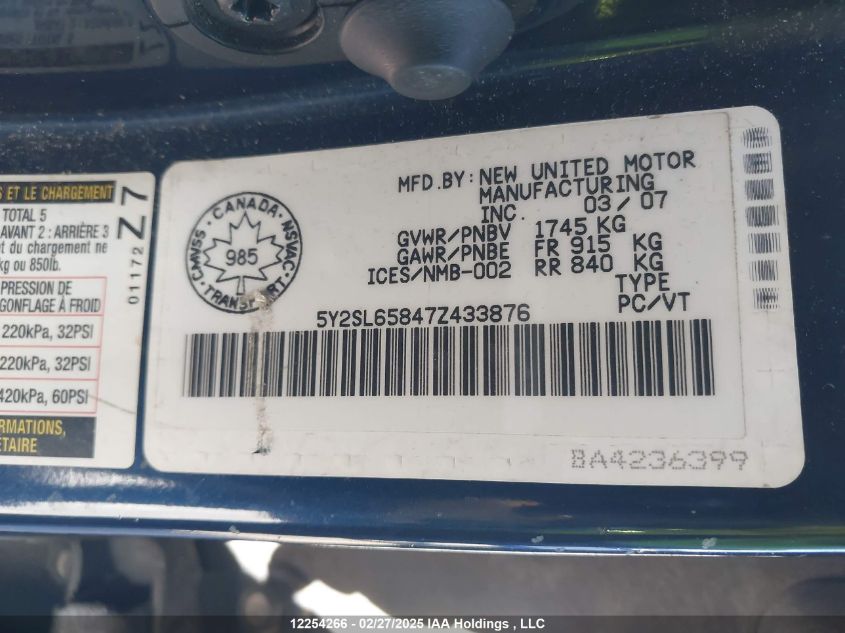 S ET LE CHARGEMENT
TOTAL 5
AVANT 2 : ARRIÈRE 3
t du chargement ne
kg ou 850lb.
PRESSION DE
GONFLAGE À FROID
220kPa, 32PSI
220kPa, 32PSI
420kPa, 60PSI
ORMATIONS,
ÉTAIRE
01172 Z7
CANADA
CMVSS
NSVAC
985
TRANSPORT
MFD.BY: NEW UNITED MOTOR
MANUFACTURING
INC. 03/07
GVWR/PNBV 1745 KG
GAWR/PNBE FR 915 KG
ICES/NMB-002 RR 840 KG
TYPE
PC/VT
5Y2SL65847Z433876
BA4236399
12254266 - 02/27/2025 IAA Holdings , LLC